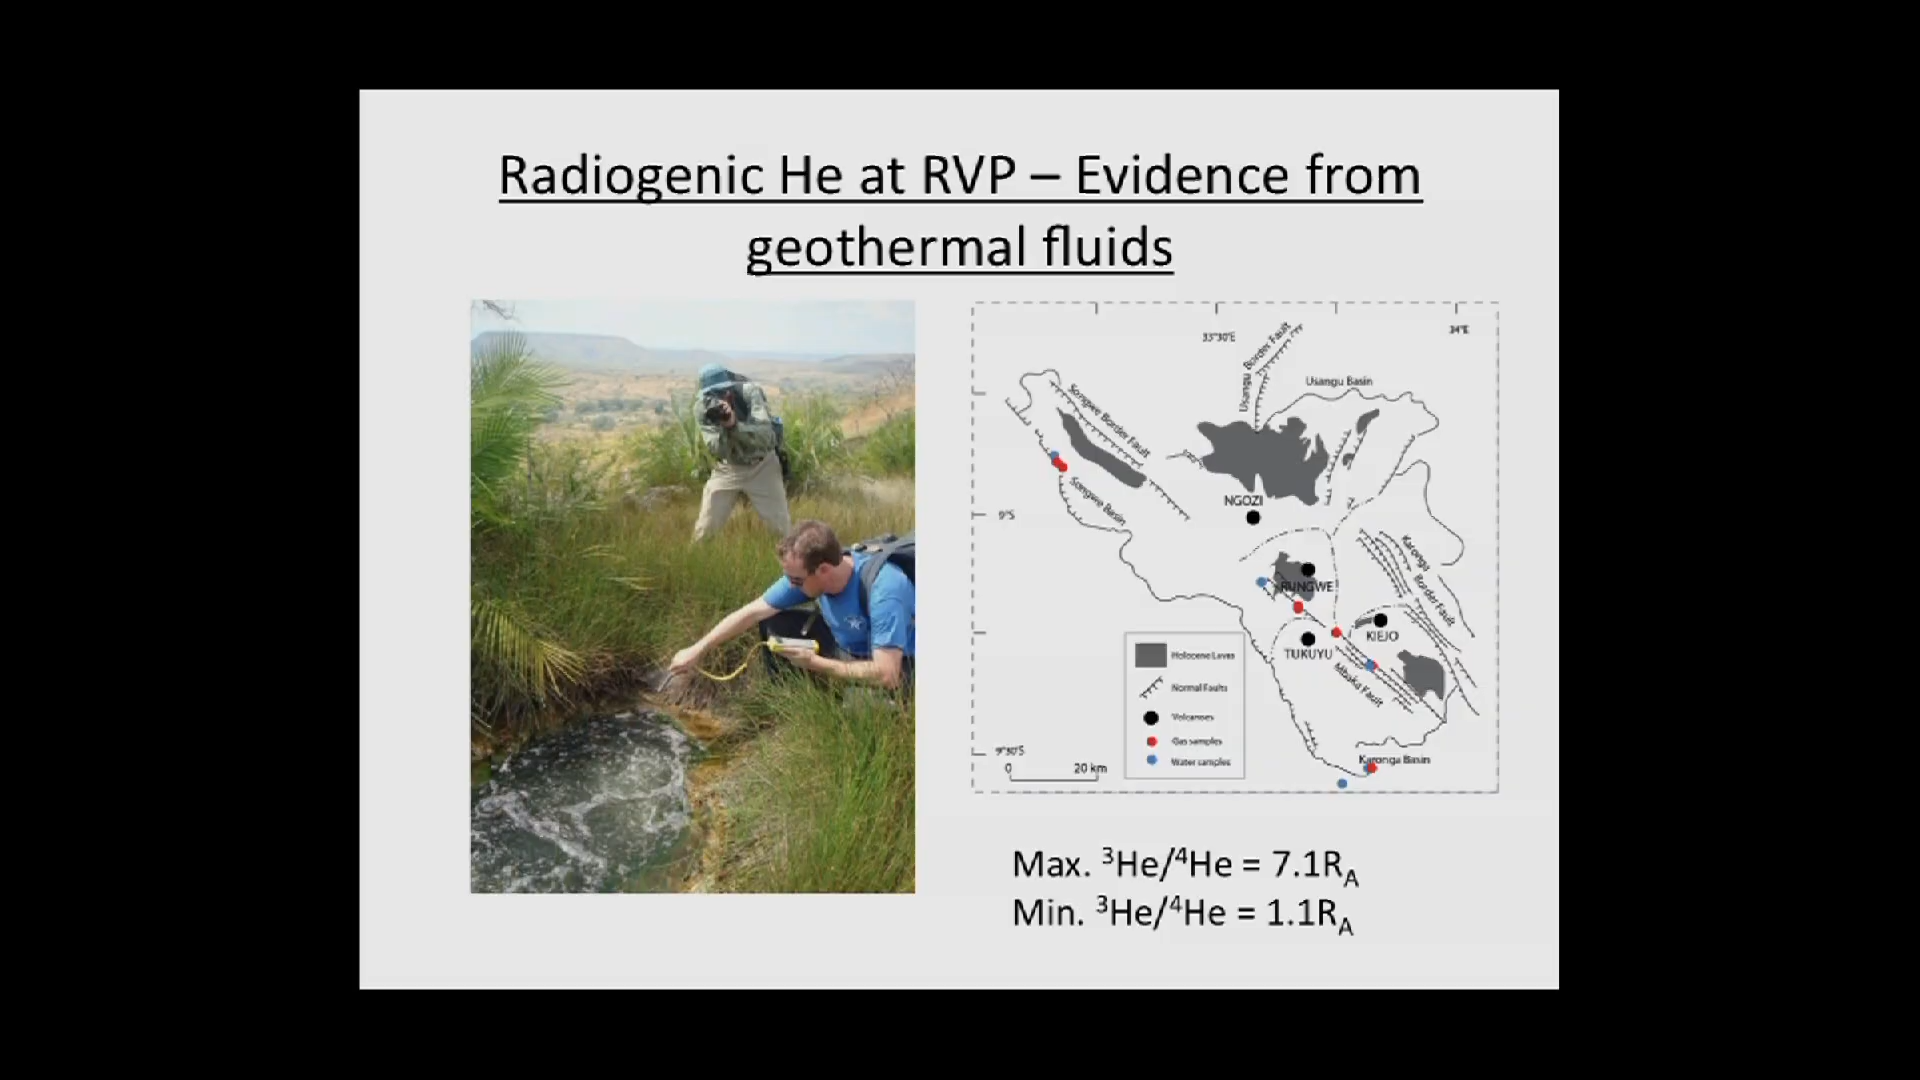 Radiogenic He at RVP – Evidence from
geothermal fluids
33°30'E
34°E
Usangu Border Fault
Usangu Basin
Songwe Border Fault
Songwe Basin
NGOZI
9°S
Karonga Border Fault
RUNGWE
KIEJO
TUKUYU
Mbaka Fault
Holocene Lavas
Normal Faults
Volcanoes
Gas samples
Water samples
9°30'S
0 20 km
Karonga Basin
Max. ³He/⁴He = 7.1R_A
Min. ³He/⁴He = 1.1R_A